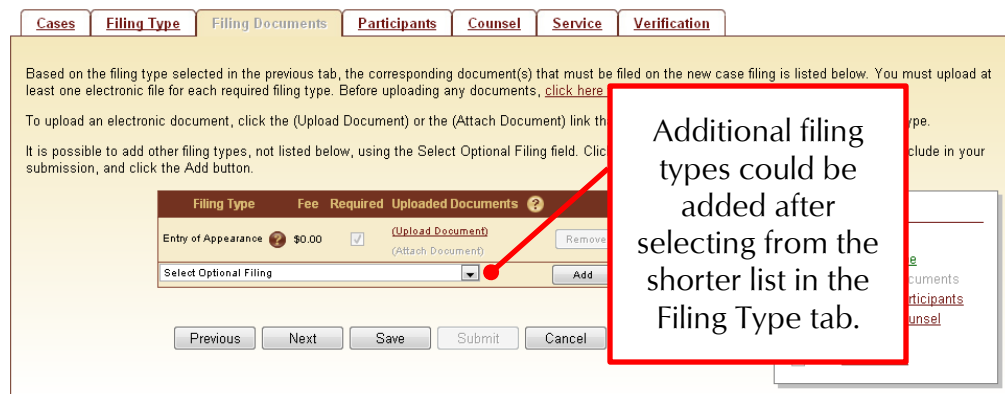 Cases Filing Type Filing Documents Participants Counsel Service Verification
Based on the filing type selected in the previous tab, the corresponding document(s) that must be filed on the new case filing is listed below. You must upload at
least one electronic file for each required filing type. Before uploading any documents, click here
To upload an electronic document, click the (Upload Document) or the (Attach Document) link
It is possible to add other filing types, not listed below, using the Select Optional Filing field. clude in your
submission, and click the Add button.
Filing Type Fee Required Uploaded Documents ?
Entry of Appearance ? $0.00 (Upload Document)
(Attach Document) Remove
Select Optional Filing Add
Previous Next Save Submit Cancel
Additional filing
types could be
added after
selecting from the
shorter list in the
Filing Type tab.